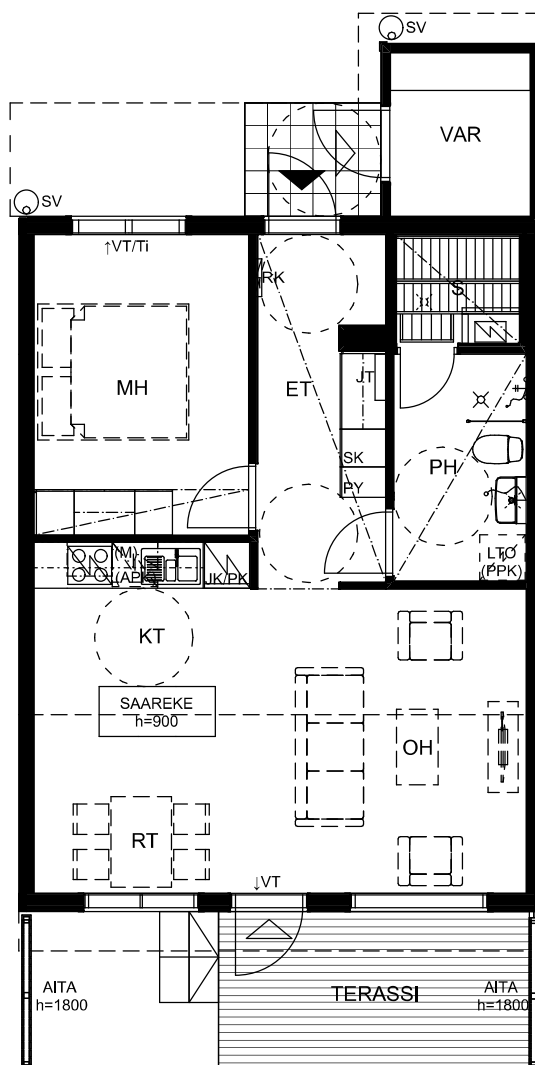 SV
VAR
SV
↑VT/Ti
RK
S
MH
ET
JT
SK
PY
PH
LTO
(PPK)
(M)
(APK)
JK/PK
KT
SAAREKE
h=900
OH
RT
↓VT
AITA
h=1800
TERASSI
AITA
h=1800